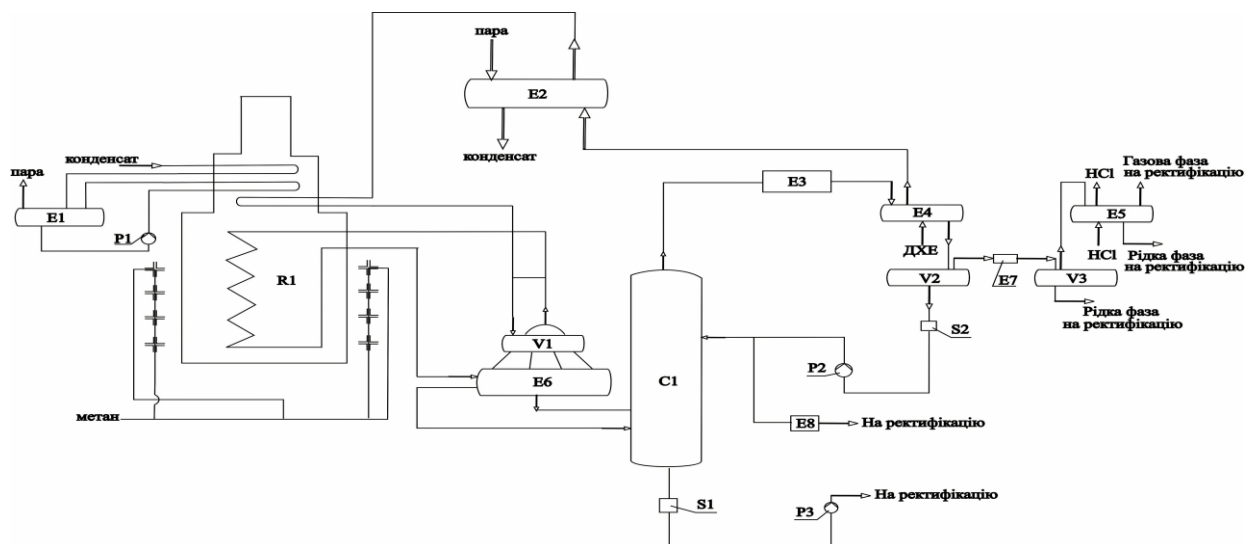 пара
E2
конденсат
конденсат
пара
E1
P1
R1
метан
V1
E6
C1
E3
E4
ДХЕ
V2
S2
P2
E7
V3
HCl
HCl
E5
Газова фаза
на ректифікацію
Рідка фаза
на ректифікацію
Рідка фаза
на ректифікацію
E8
На ректифікацію
S1
P3
На ректифікацію